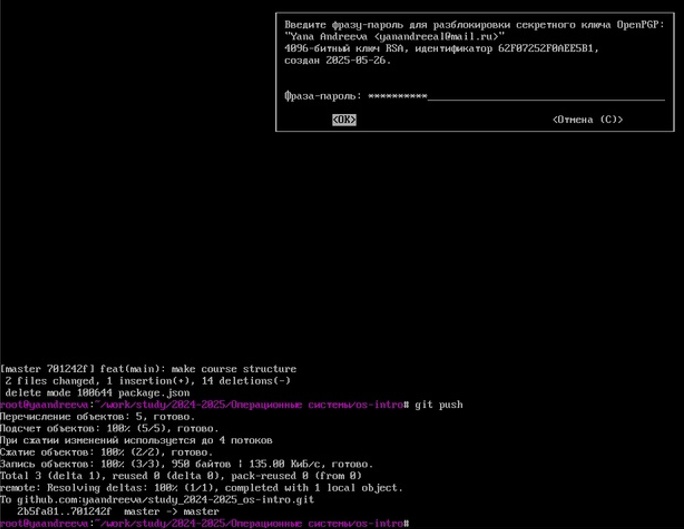 Введите фразу-пароль для разблокировки секретного ключа OpenPGP:
"Yana Andreeva <yanandreeal@mail.ru>"
4096-битный ключ RSA, идентификатор 62F07252F0AEE5B1,
создан 2025-05-26.
Фраза-пароль: **********
<OK> <Отмена (C)>
[master 701242f] feat(main): make course structure
2 files changed, 1 insertion(+), 14 deletions(-)
delete mode 100644 package.json
root@yaandreeva:~/work/study/2024-2025/Операционные системы/os-intro# git push
Перечисление объектов: 5, готово.
Подсчет объектов: 100% (5/5), готово.
При сжатии изменений используется до 4 потоков
Сжатие объектов: 100% (2/2), готово.
Запись объектов: 100% (3/3), 950 байтов | 135.00 КиБ/с, готово.
Total 3 (delta 1), reused 0 (delta 0), pack-reused 0 (from 0)
remote: Resolving deltas: 100% (1/1), completed with 1 local object.
To github.com:yaandreeva/study_2024-2025_os-intro.git
2b5fa81..701242f master -> master
root@yaandreeva:~/work/study/2024-2025/Операционные системы/os-intro#